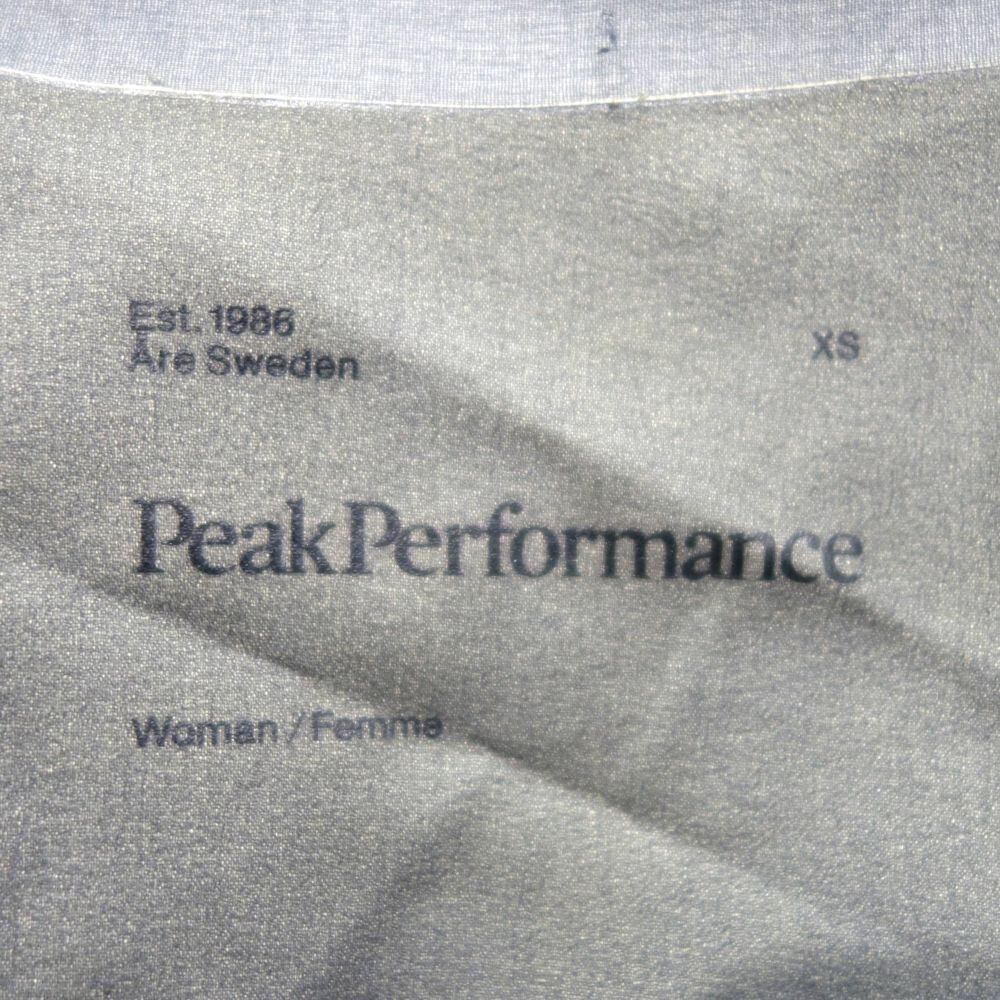 Est. 1986
Åre Sweden
XS
PeakPerformance
Woman / Femme